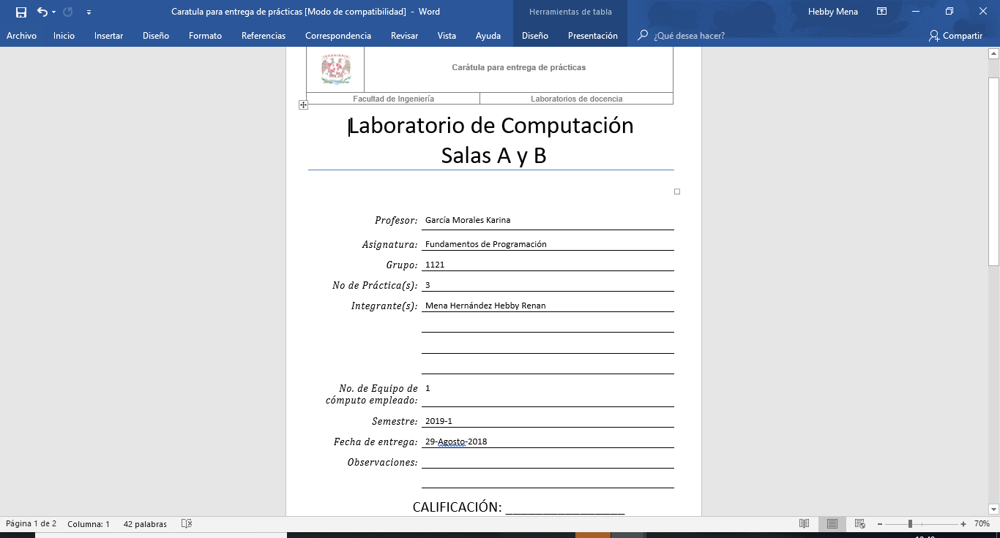 Caratula para entrega de prácticas [Modo de compatibilidad] - Word
Herramientas de tabla
Hebby Mena
Archivo Inicio Insertar Diseño Formato Referencias Correspondencia Revisar Vista Ayuda Diseño Presentación ¿Qué desea hacer? Compartir
Carátula para entrega de prácticas
Facultad de Ingeniería Laboratorios de docencia
Laboratorio de Computación
Salas A y B
Profesor: García Morales Karina
Asignatura: Fundamentos de Programación
Grupo: 1121
No de Práctica(s): 3
Integrante(s): Mena Hernández Hebby Renan
No. de Equipo de 1
cómputo empleado:
Semestre: 2019-1
Fecha de entrega: 29-Agosto-2018
Observaciones:
CALIFICACIÓN: __________________
Página 1 de 2 Columna: 1 42 palabras 70%